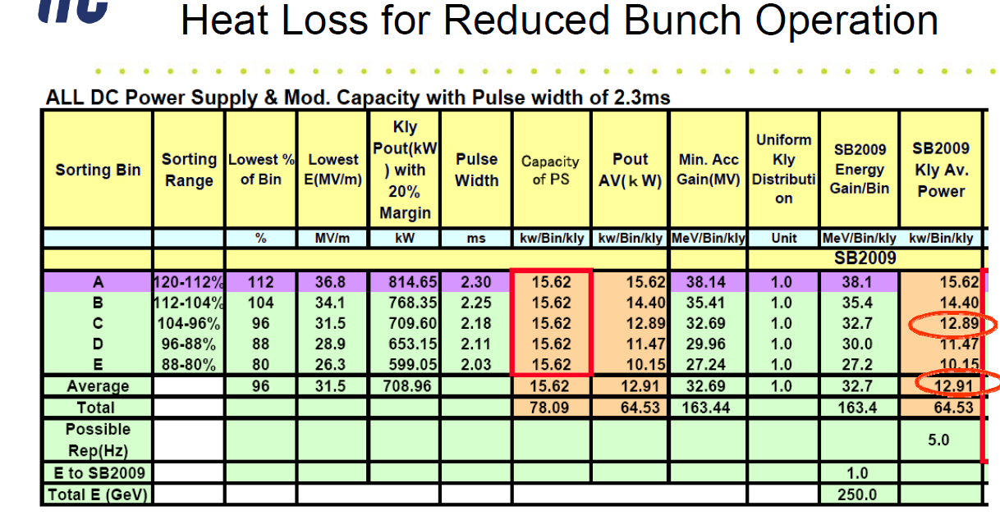 Heat Loss for Reduced Bunch Operation
ALL DC Power Supply & Mod. Capacity with Pulse width of 2.3ms
Sorting Bin Sorting Range Lowest % of Bin Lowest E(MV/m) Kly Pout(kW) with 20% Margin Pulse Width Capacity of PS Pout AV(kW) Min. Acc Gain(MV) Uniform Kly Distribution SB2009 Energy Gain/Bin SB2009 Kly Av. Power
% MV/m kW ms kw/Bin/kly kw/Bin/kly MeV/Bin/kly Unit MeV/Bin/kly kw/Bin/kly
SB2009
A 120-112% 112 36.8 814.65 2.30 15.62 15.62 38.14 1.0 38.1 15.62
B 112-104% 104 34.1 768.35 2.25 15.62 14.40 35.41 1.0 35.4 14.40
C 104-96% 96 31.5 709.60 2.18 15.62 12.89 32.69 1.0 32.7 12.89
D 96-88% 88 28.9 653.15 2.11 15.62 11.47 29.96 1.0 30.0 11.47
E 88-80% 80 26.3 599.05 2.03 15.62 10.15 27.24 1.0 27.2 10.15
Average 96 31.5 708.96 15.62 12.91 32.69 1.0 32.7 12.91
Total 78.09 64.53 163.44 163.4 64.53
Possible Rep(Hz) 5.0
E to SB2009 1.0
Total E (GeV) 250.0